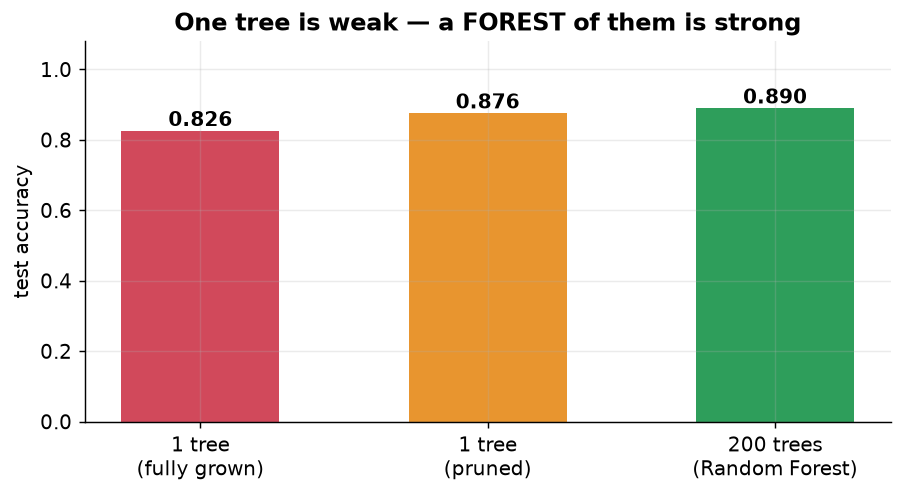 One tree is weak — a FOREST of them is strong
test accuracy
1.0
0.8
0.6
0.4
0.2
0.0
0.826
0.876
0.890
1 tree
(fully grown)
1 tree
(pruned)
200 trees
(Random Forest)